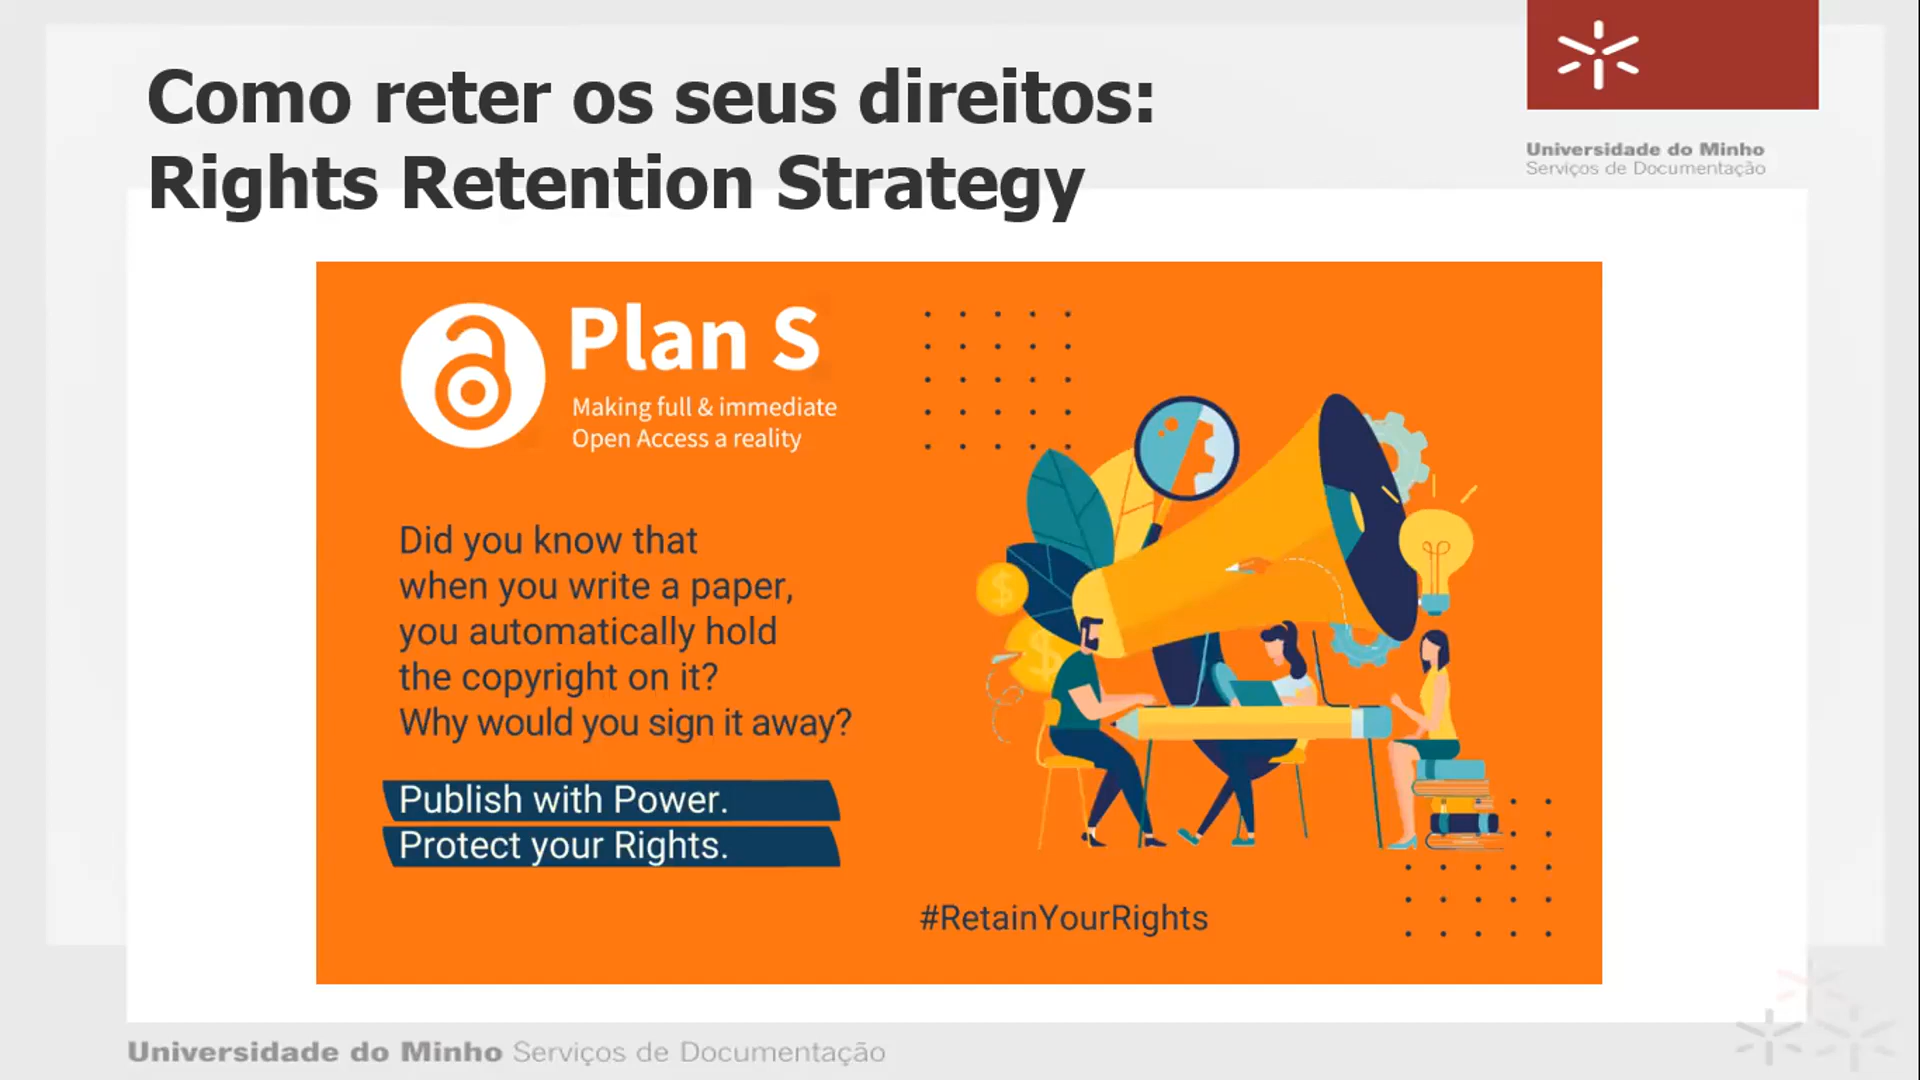 Como reter os seus direitos:
Rights Retention Strategy
Universidade do Minho
Serviços de Documentação
Plan S
Making full & immediate
Open Access a reality
Did you know that
when you write a paper,
you automatically hold
the copyright on it?
Why would you sign it away?
Publish with Power.
Protect your Rights.
#RetainYourRights
Universidade do Minho Serviços de Documentação